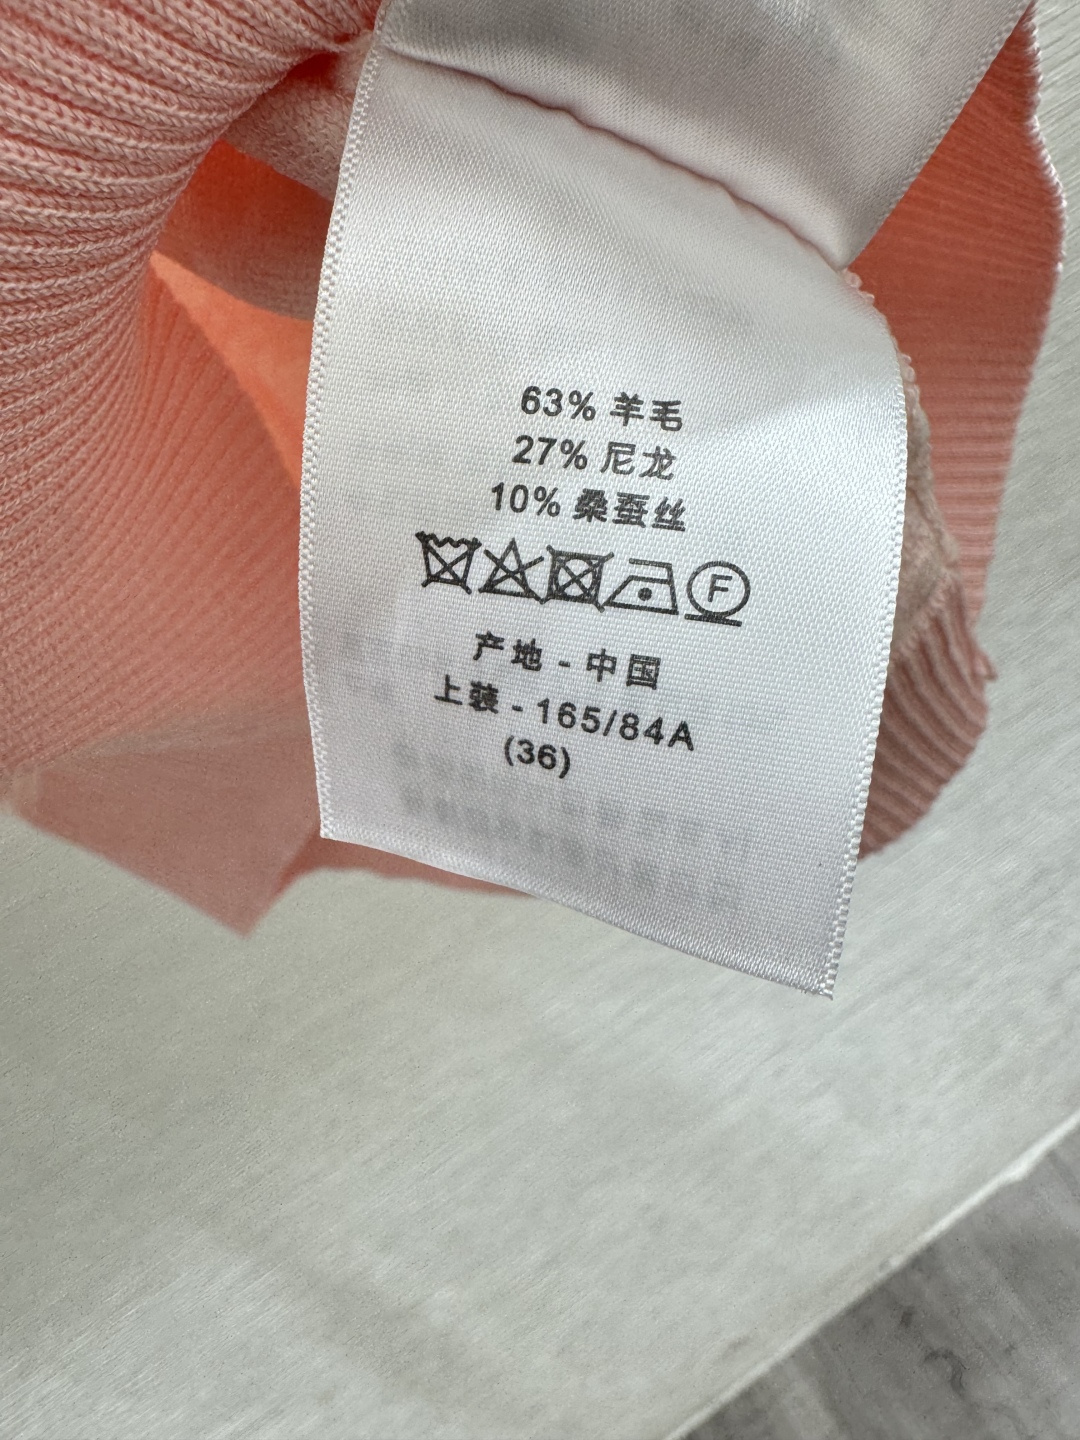 63% 羊毛
27% 尼龙
10% 桑蚕丝
F
产地 - 中国
上装 - 165/84A
(36)